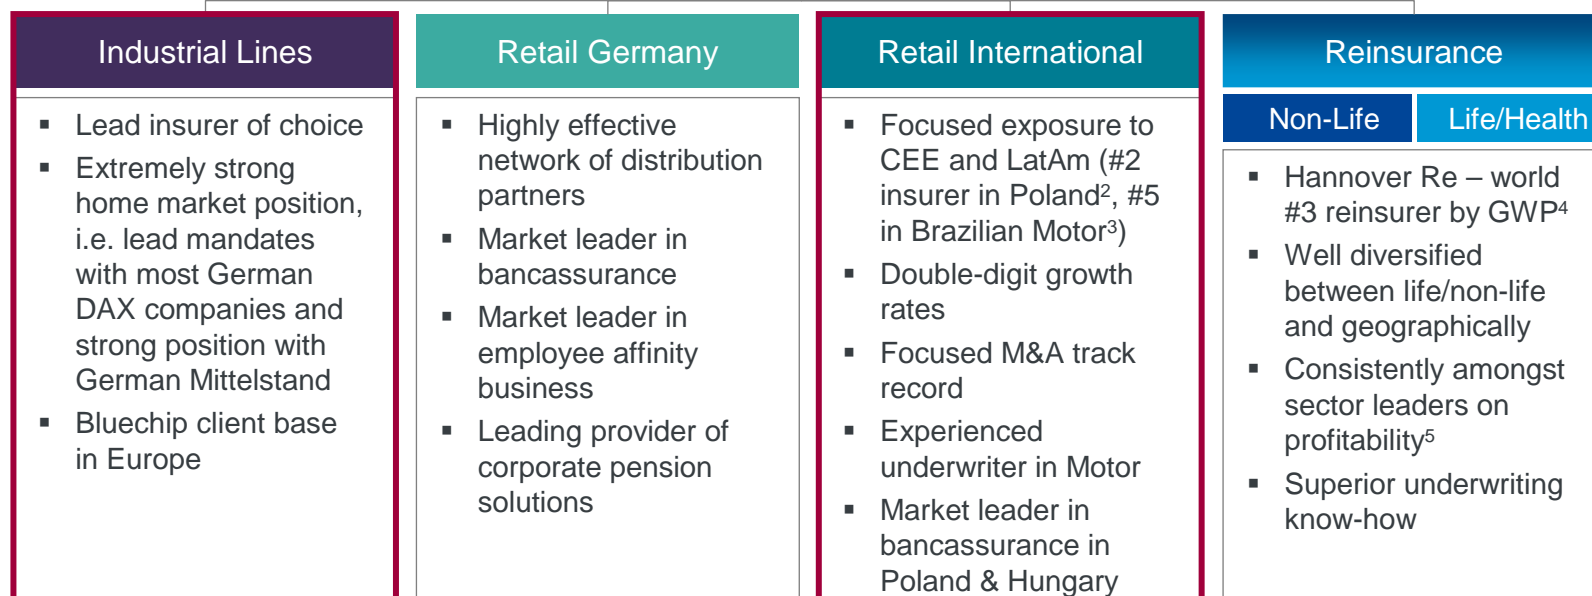 Industrial Lines
▪ Lead insurer of choice
▪ Extremely strong
home market position,
i.e. lead mandates
with most German
DAX companies and
strong position with
German Mittelstand
▪ Bluechip client base
in Europe
Retail Germany
▪ Highly effective
network of distribution
partners
▪ Market leader in
bancassurance
▪ Market leader in
employee affinity
business
▪ Leading provider of
corporate pension
solutions
Retail International
▪ Focused exposure to
CEE and LatAm (#2
insurer in Poland², #5
in Brazilian Motor³)
▪ Double-digit growth
rates
▪ Focused M&A track
record
▪ Experienced
underwriter in Motor
▪ Market leader in
bancassurance in
Poland & Hungary
Reinsurance
Non-Life Life/Health
▪ Hannover Re – world
#3 reinsurer by GWP⁴
▪ Well diversified
between life/non-life
and geographically
▪ Consistently amongst
sector leaders on
profitability⁵
▪ Superior underwriting
know-how